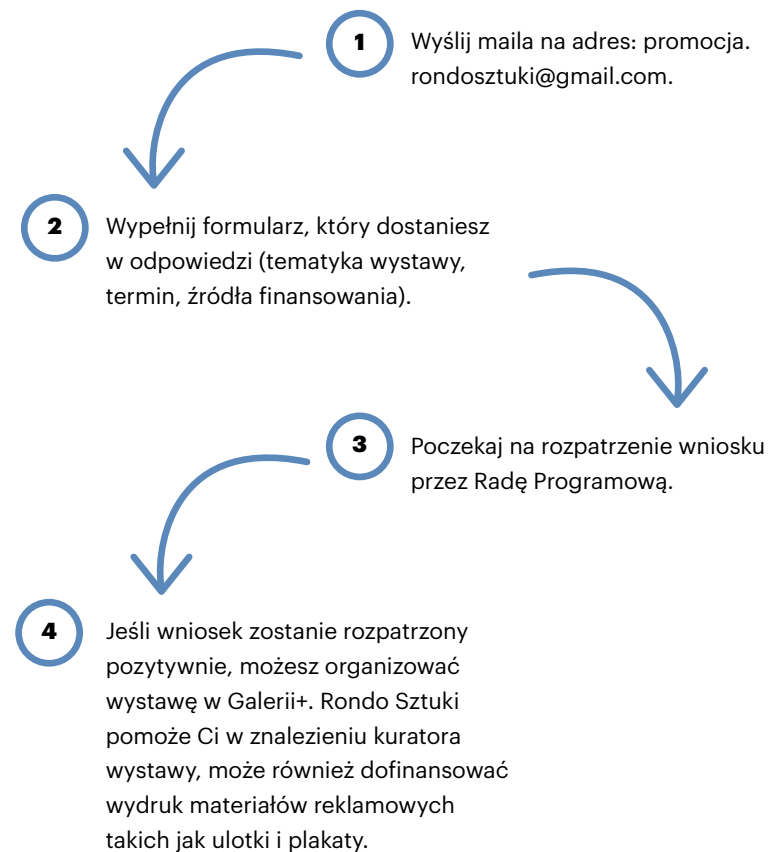 1
Wyślij maila na adres: promocja.
rondosztuki@gmail.com.
2
Wypełnij formularz, który dostaniesz
w odpowiedzi (tematyka wystawy,
termin, źródła finansowania).
3
Poczekaj na rozpatrzenie wniosku
przez Radę Programową.
4
Jeśli wniosek zostanie rozpatrzony
pozytywnie, możesz organizować
wystawę w Galerii+. Rondo Sztuki
pomoże Ci w znalezieniu kuratora
wystawy, może również dofinansować
wydruk materiałów reklamowych
takich jak ulotki i plakaty.